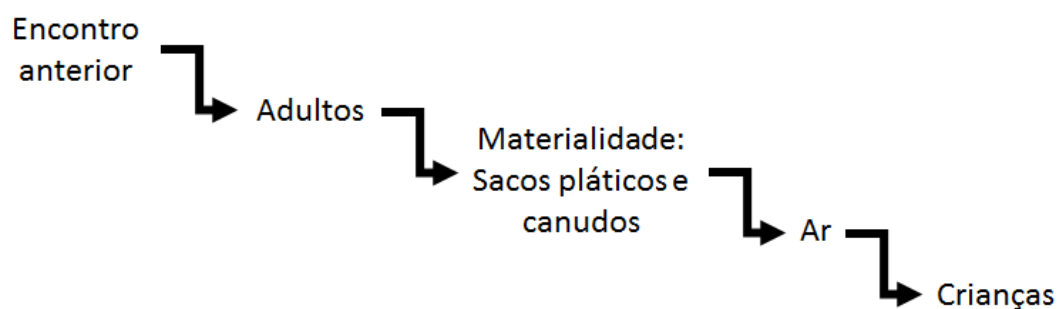 Encontro
anterior
Adultos
Materialidade:
Sacos pláticos e
canudos
Ar
Crianças